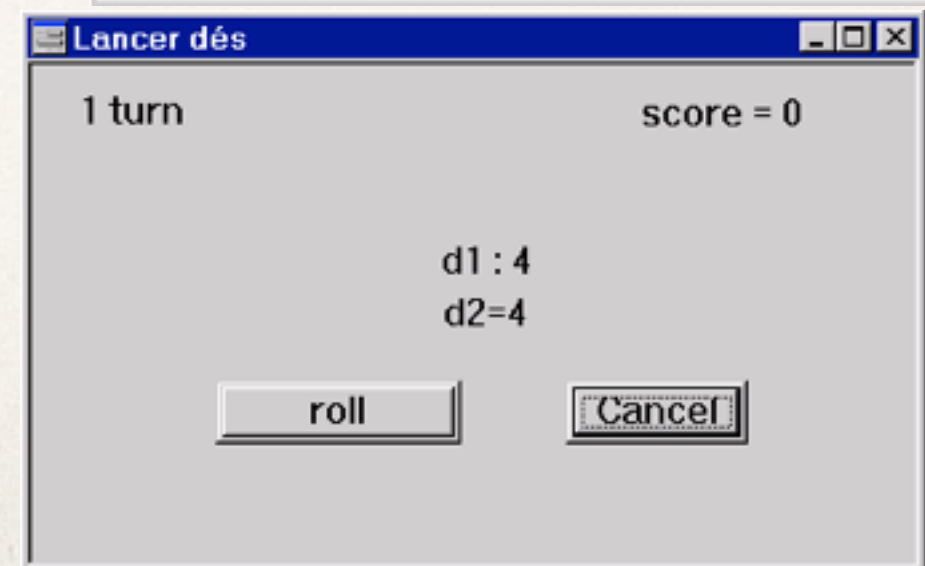 Lancer dés
1 turn score = 0
d1 : 4
d2=4
roll Cancel